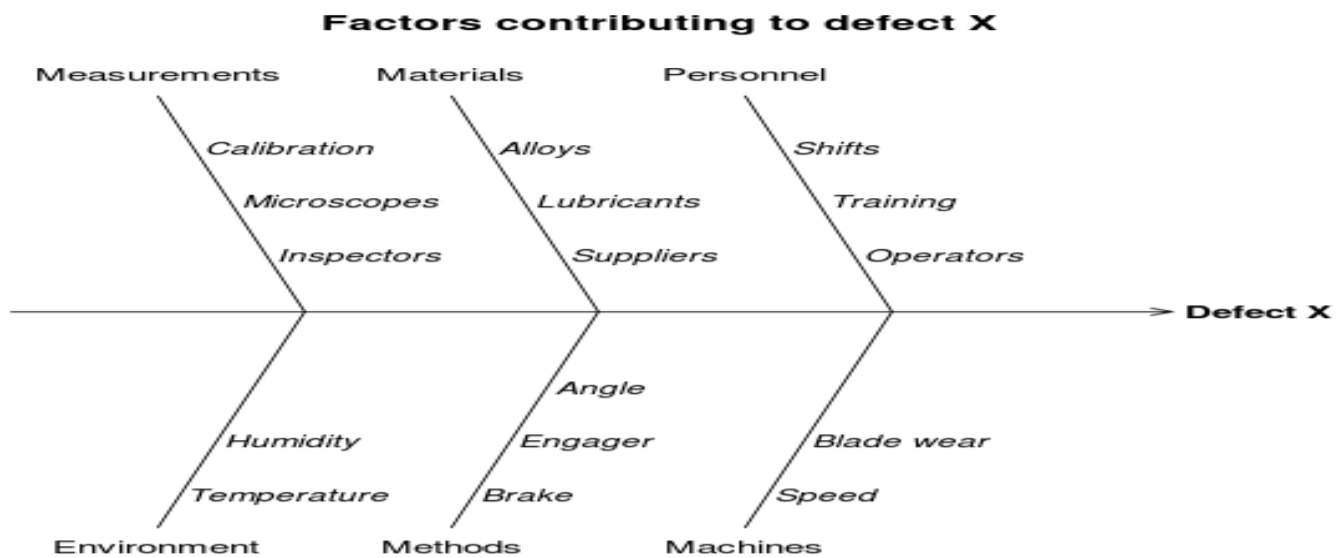 Factors contributing to defect X
Measurements
Materials
Personnel
Calibration
Alloys
Shifts
Microscopes
Lubricants
Training
Inspectors
Suppliers
Operators
Defect X
Angle
Humidity
Engager
Blade wear
Temperature
Brake
Speed
Environment
Methods
Machines